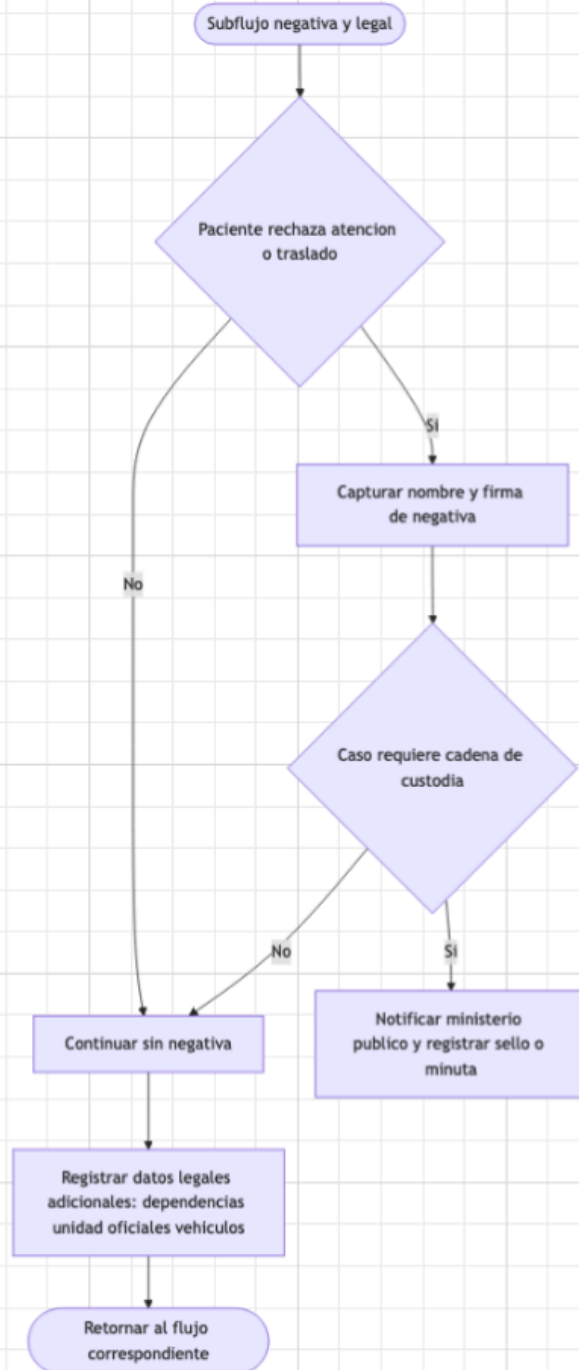 Subflujo negativa y legal
Paciente rechaza atencion
o traslado
Si
Capturar nombre y firma
de negativa
No
Caso requiere cadena de
custodia
No
Si
Notificar ministerio
publico y registrar sello o
minuta
Continuar sin negativa
Registrar datos legales
adicionales: dependencias
unidad oficiales vehiculos
Retornar al flujo
correspondiente